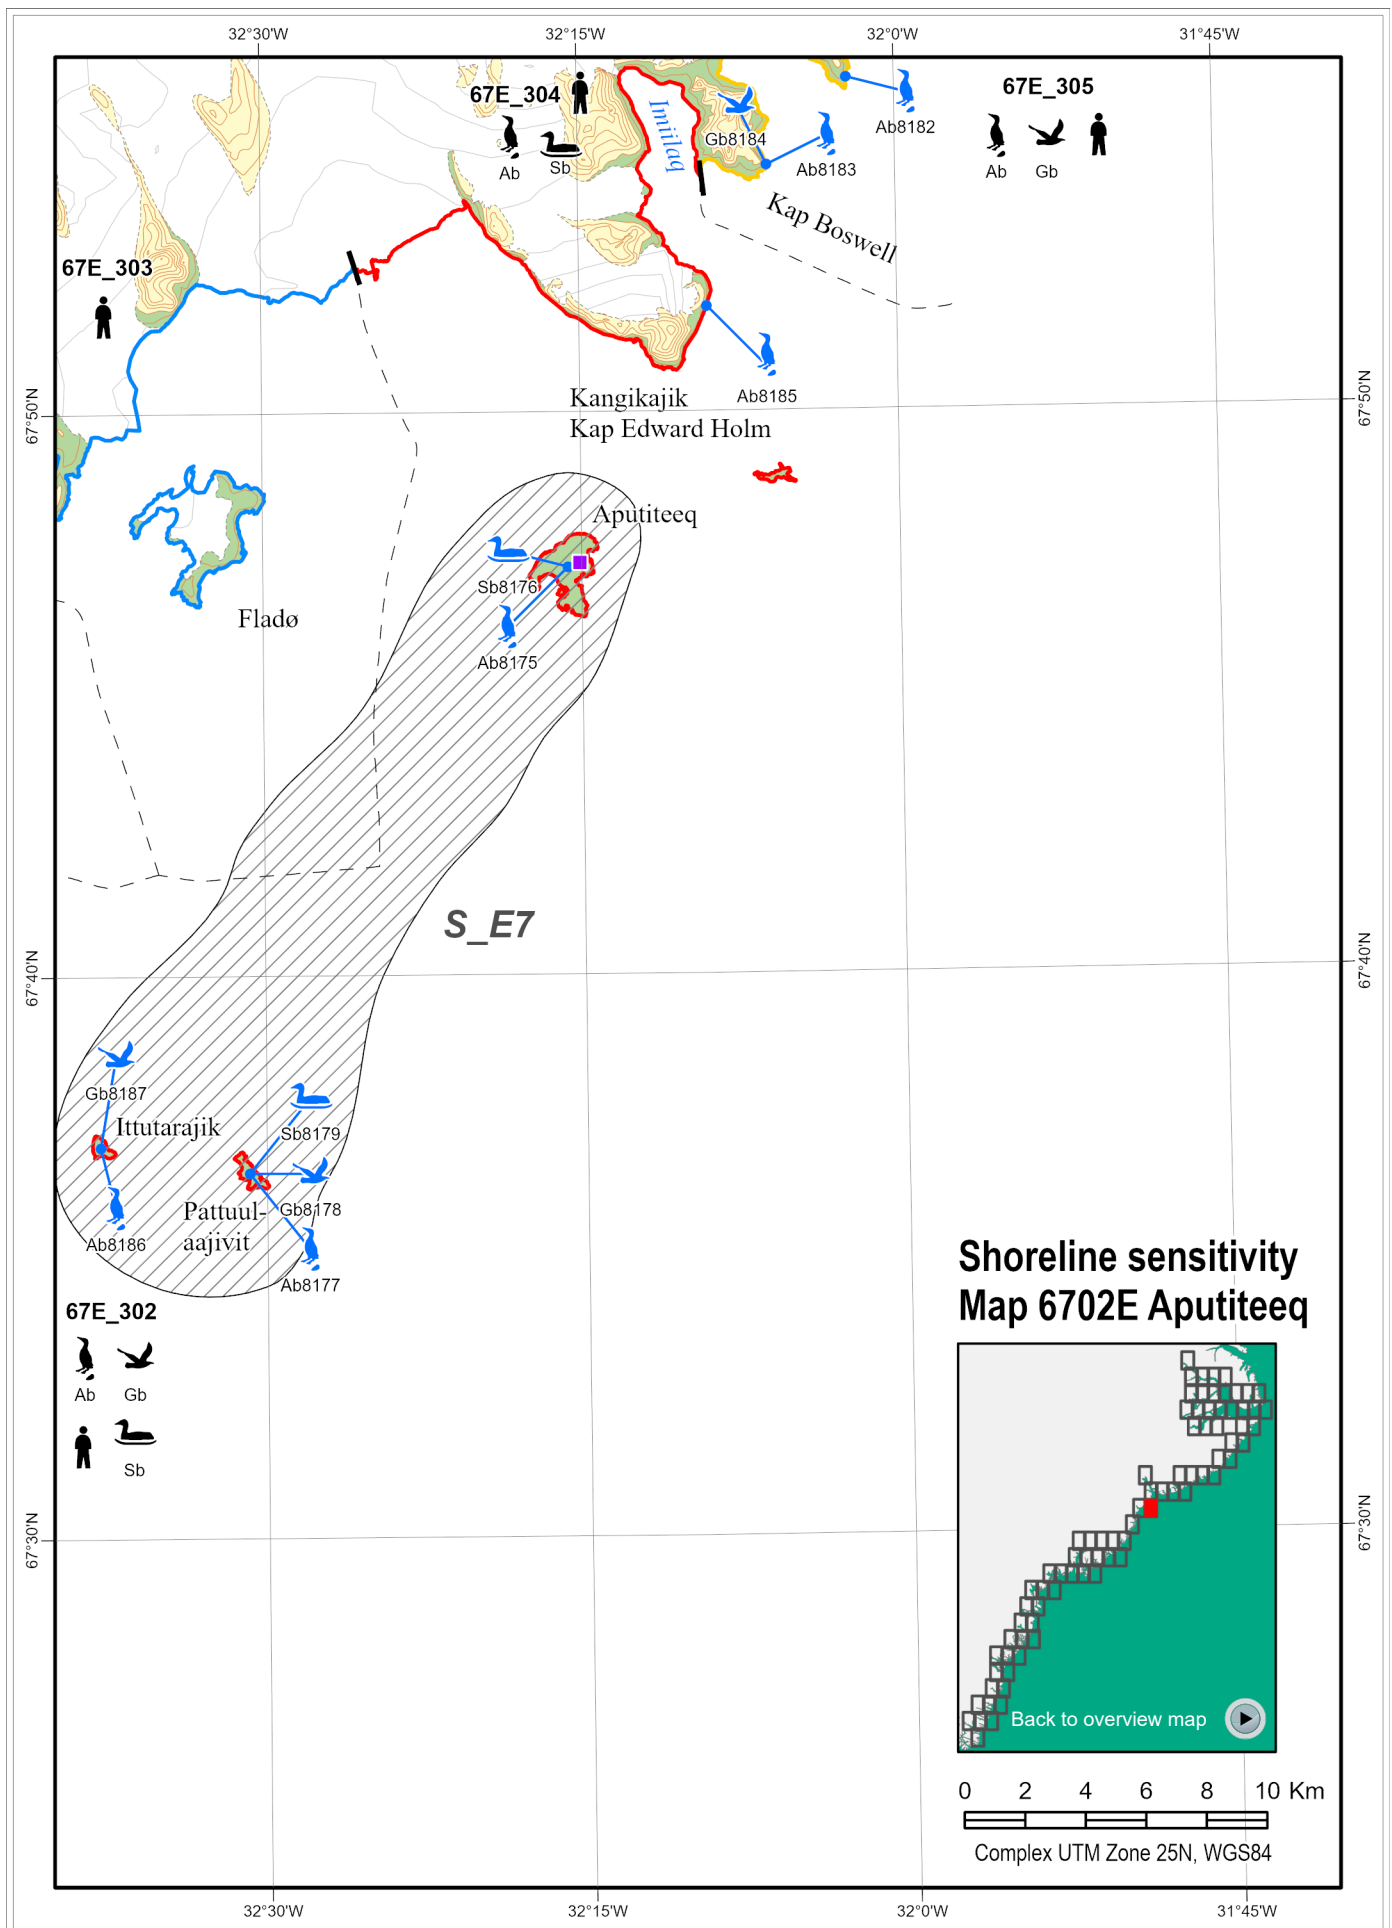 32°30'W 32°15'W 32°0'W 31°45'W
67E_304
67E_305
Imiilaq
Gb8184
Ab8182
Ab Sb
Ab8183
Ab Gb
Kap Boswell
67E_303
Ab8185
Kangikajik
Kap Edward Holm
67°50'N
67°50'N
Aputiteeq
Sb8176
Fladø
Ab8175
S_E7
67°40'N
67°40'N
Gb8187
Ittutarajik
Sb8179
Pattuul-
aajivit
Gb8178
Ab8186
Ab8177
67E_302
Ab Gb
Sb
Shoreline sensitivity
Map 6702E Aputiteeq
67°30'N
67°30'N
Back to overview map
0 2 4 6 8 10 Km
Complex UTM Zone 25N, WGS84
32°30'W 32°15'W 32°0'W 31°45'W